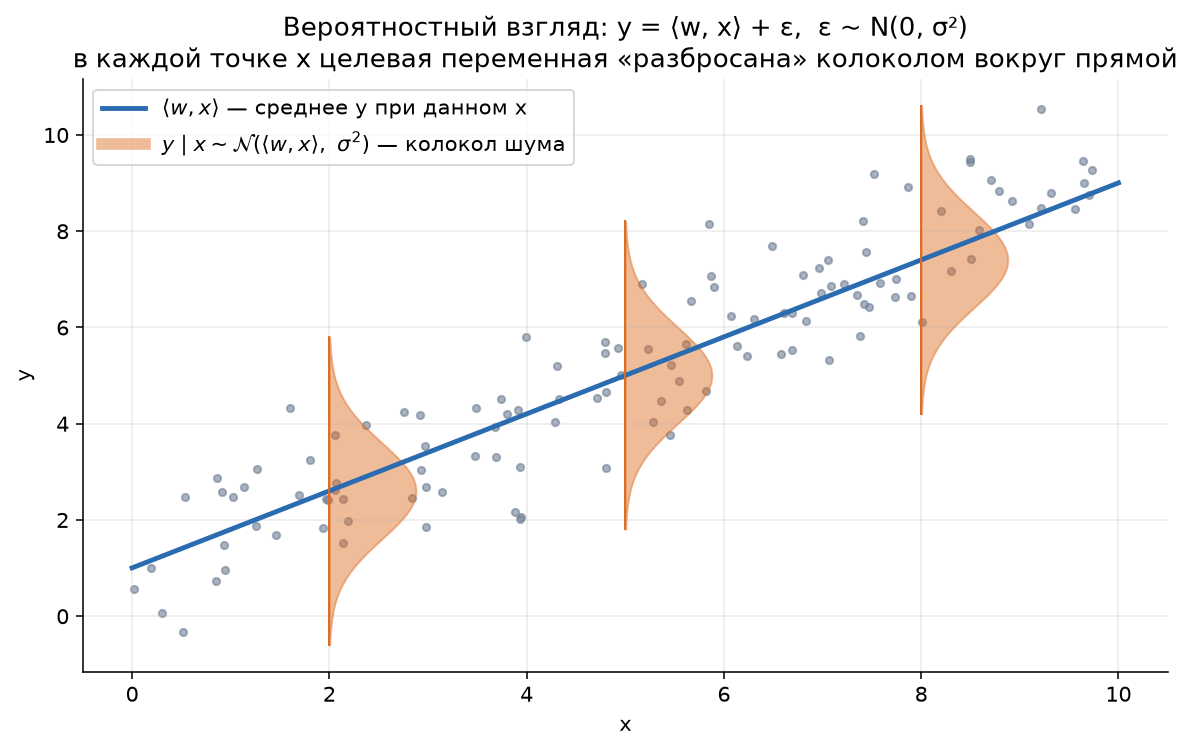 Вероятностный взгляд: y = ⟨w, x⟩ + ε,  ε ~ N(0, σ²)
в каждой точке x целевая переменная «разбросана» колоколом вокруг прямой
⟨w, x⟩ — среднее y при данном x
y | x ~ 𝒩(⟨w, x⟩, σ²) — колокол шума
10
8
6
4
2
0
y
0 2 4 6 8 10
x